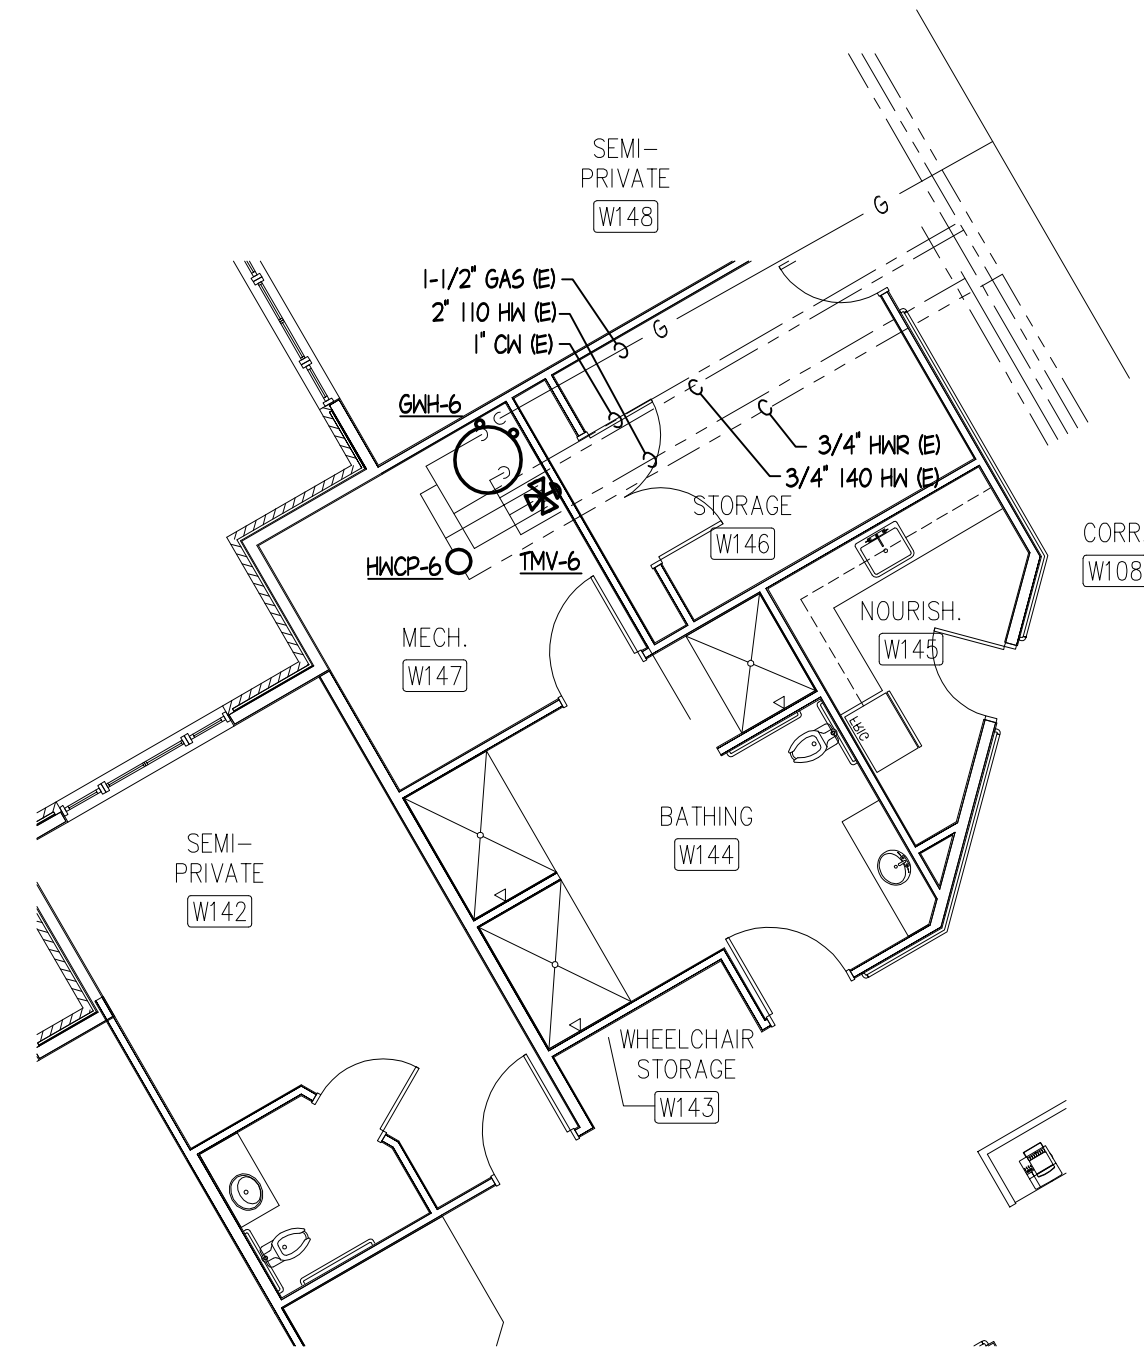 SEMI-
PRIVATE
W148
G
1-1/2" GAS (E)
2" 110 HW (E)
1" CW (E)
G
GWH-6
3/4" HWR (E)
3/4" 140 HW (E)
STORAGE
W146
CORR
W108
HWCP-6
TMV-6
NOURISH.
W145
MECH.
W147
FRIG
BATHING
W144
SEMI-
PRIVATE
W142
WHEELCHAIR
STORAGE
W143